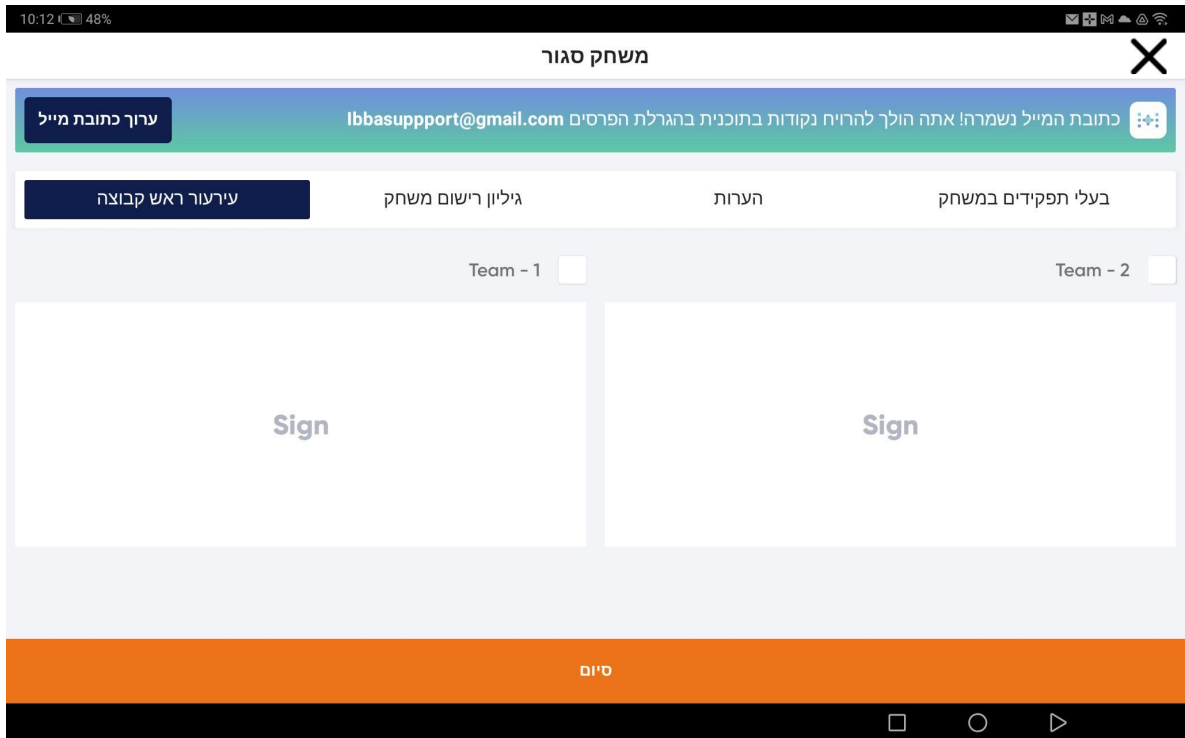 10:12 48%
משחק סגור
כתובת המייל נשמרה! אתה הולך להרויח נקודות בתוכנית בהגרלת הפרסים Ibbasuppport@gmail.com
ערוך כתובת מייל
בעלי תפקידים במשחק
הערות
גיליון רישום משחק
עירעור ראש קבוצה
Team - 2
Team - 1
Sign
Sign
סיום